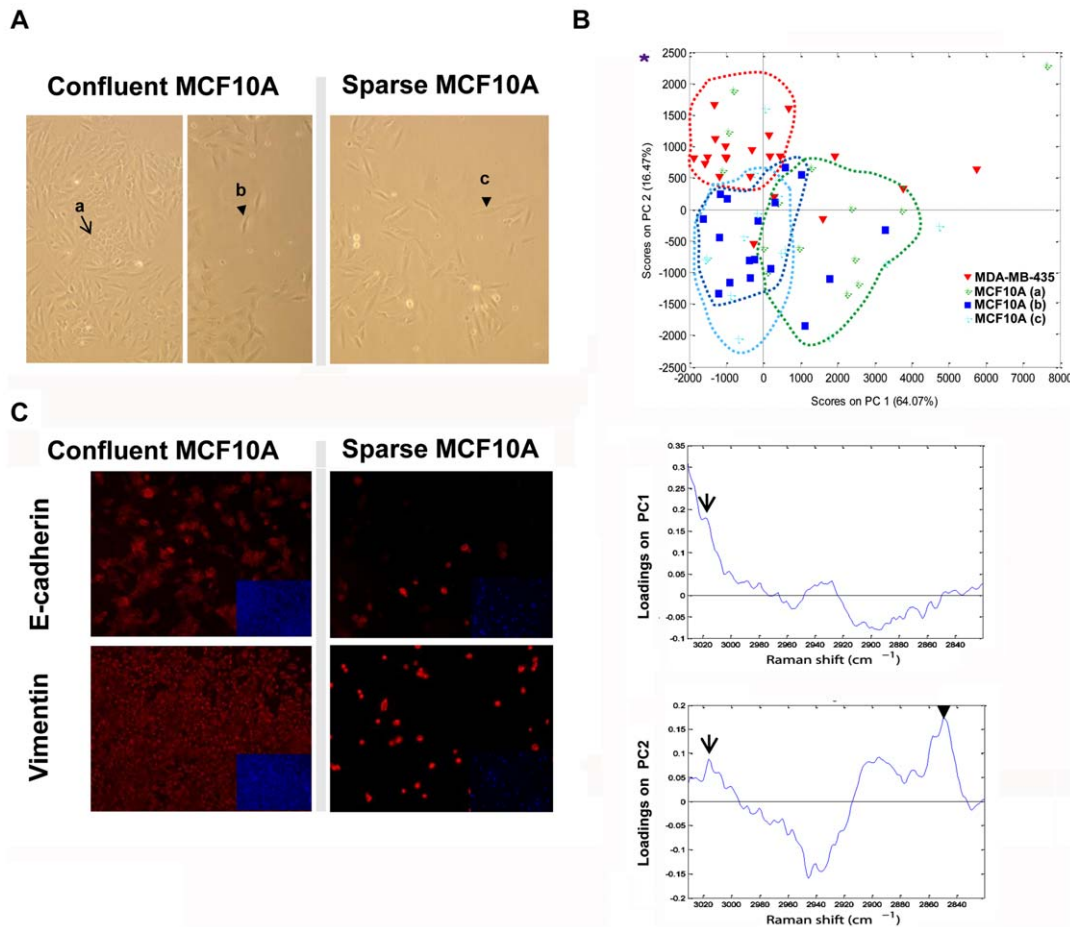 A
Confluent MCF10A
Sparse MCF10A
a
b
c
B
*
2500
2000
1500
1000
500
0
-500
-1000
-1500
-2000
-2500
Scores on PC 2 (16.47%)
MDA-MB-435
MCF10A (a)
MCF10A (b)
MCF10A (c)
-2000 -1000 0 1000 2000 3000 4000 5000 6000 7000 8000
Scores on PC 1 (64.07%)
C
Confluent MCF10A
Sparse MCF10A
E-cadherin
Vimentin
0.35
0.3
0.25
0.2
0.15
0.1
0.05
0
-0.05
-0.1
Loadings on PC1
3020 3000 2980 2960 2940 2920 2900 2880 2860 2840
Raman shift (cm −1)
0.2
0.15
0.1
0.05
0
-0.05
-0.1
-0.15
-0.2
Loadings on PC2
3020 3000 2980 2960 2940 2920 2900 2880 2860 2840
Raman shift (cm −1)